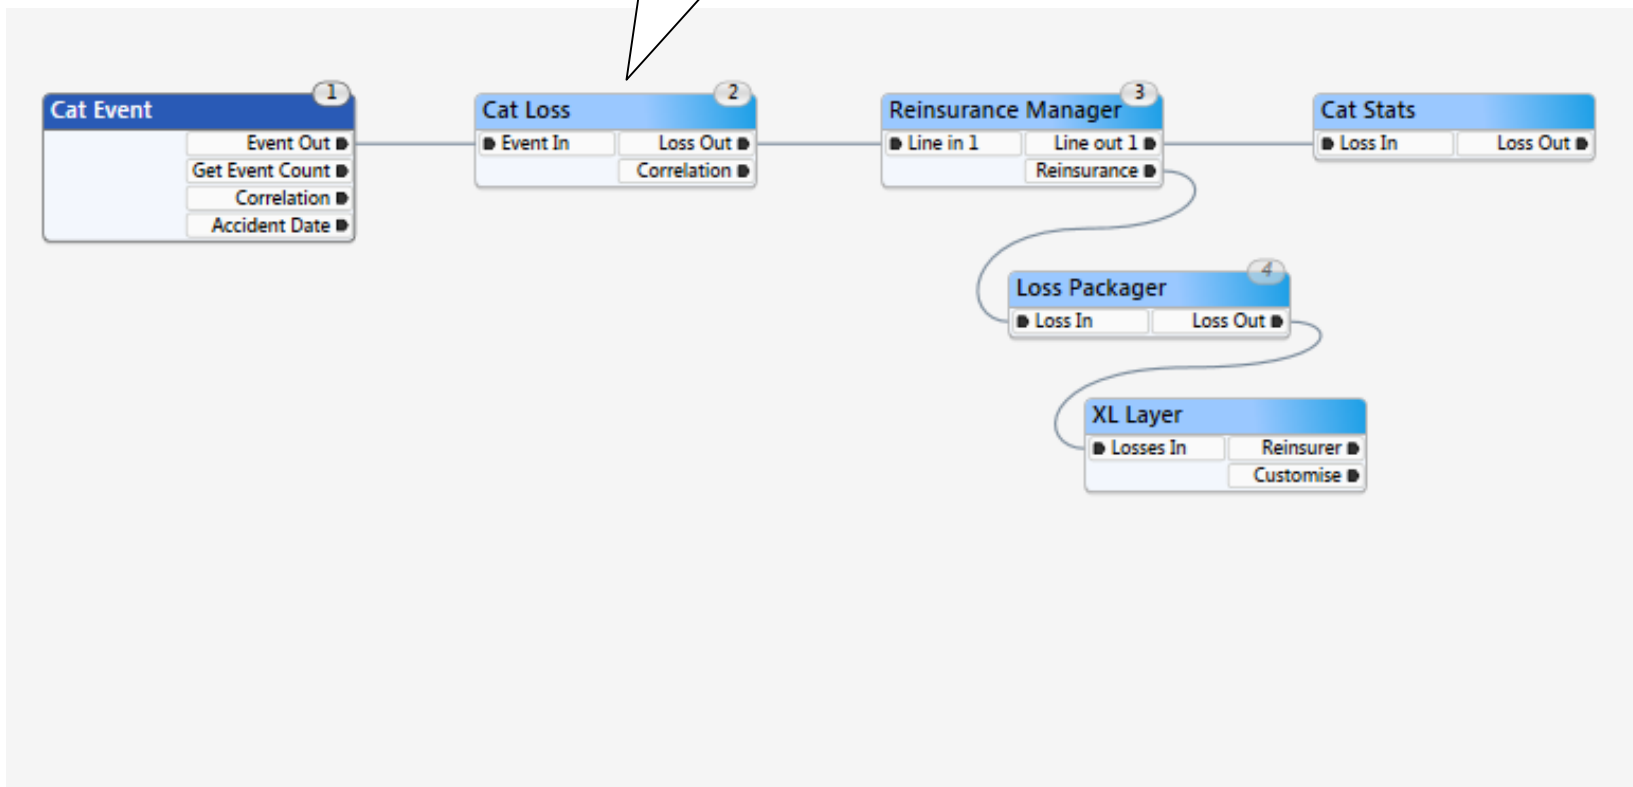 1
Cat Event
Event Out
Get Event Count
Correlation
Accident Date
2
Cat Loss
Event In Loss Out
Correlation
3
Reinsurance Manager
Line in 1 Line out 1
Reinsurance
Cat Stats
Loss In Loss Out
4
Loss Packager
Loss In Loss Out
XL Layer
Losses In Reinsurer
Customise